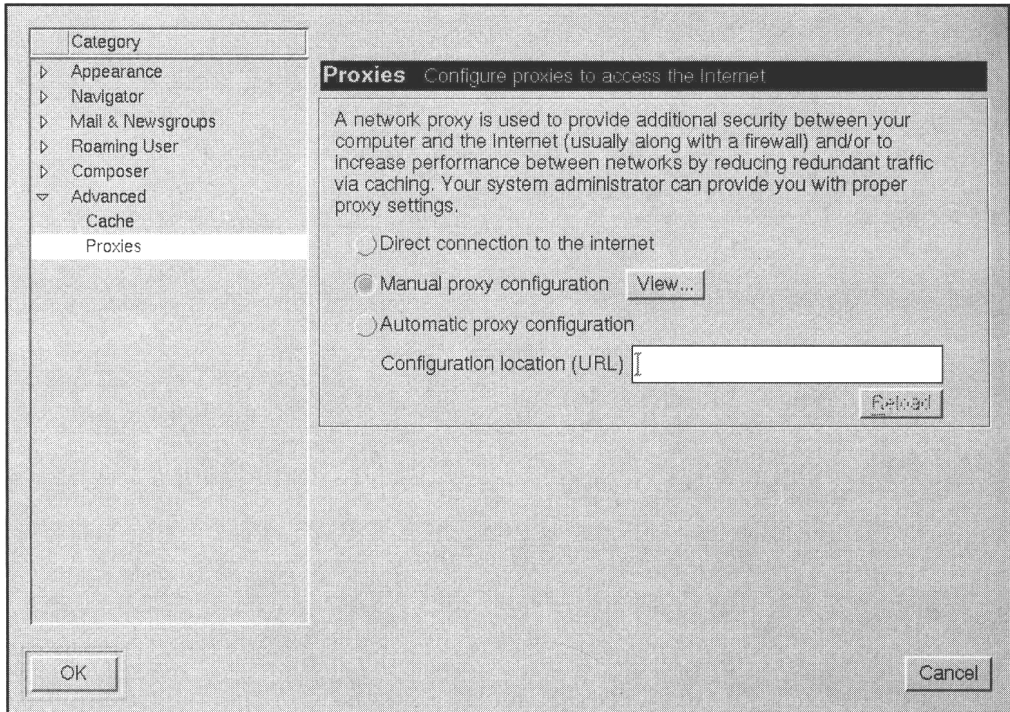 Category
Appearance
Navigator
Mail & Newsgroups
Roaming User
Composer
Advanced
Cache
Proxies
Proxies Configure proxies to access the Internet
A network proxy is used to provide additional security between your
computer and the Internet (usually along with a firewall) and/or to
increase performance between networks by reducing redundant traffic
via caching. Your system administrator can provide you with proper
proxy settings.
Direct connection to the internet
Manual proxy configuration View...
Automatic proxy configuration
Configuration location (URL)
Reload
OK
Cancel